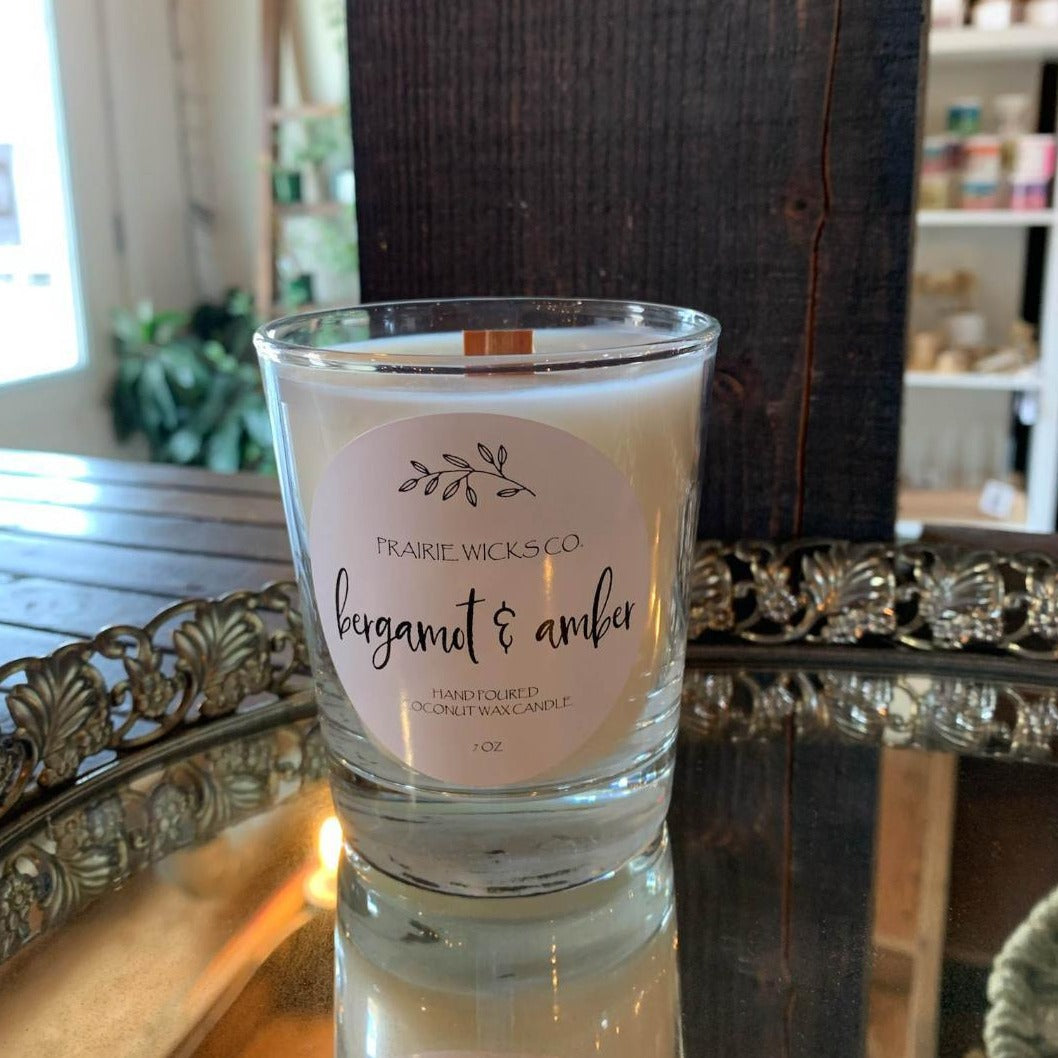 PRAIRIE WICKS CO.
bergamot & amber
HAND POURED
COCONUT WAX CANDLE
7 OZ